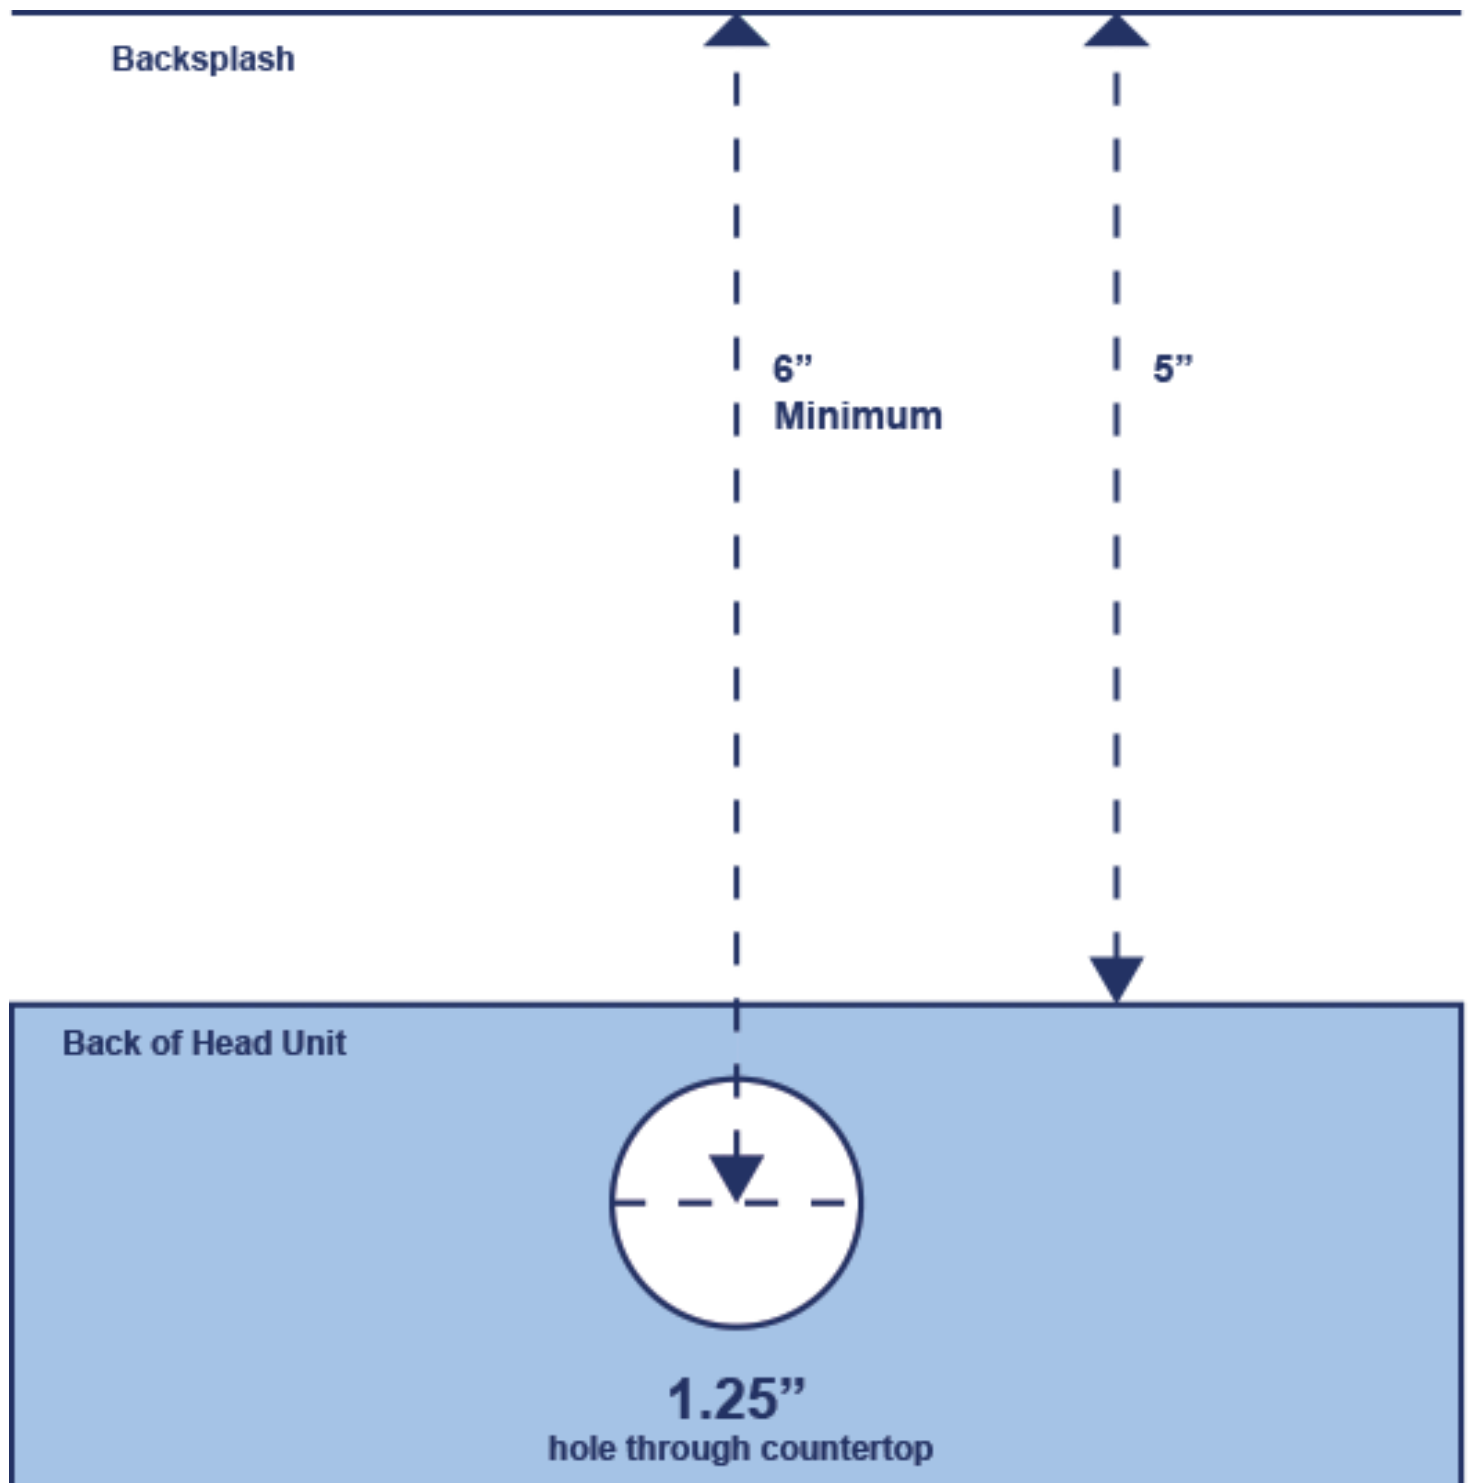 Backsplash
6”
Minimum
5”
Back of Head Unit
1.25”
hole through countertop